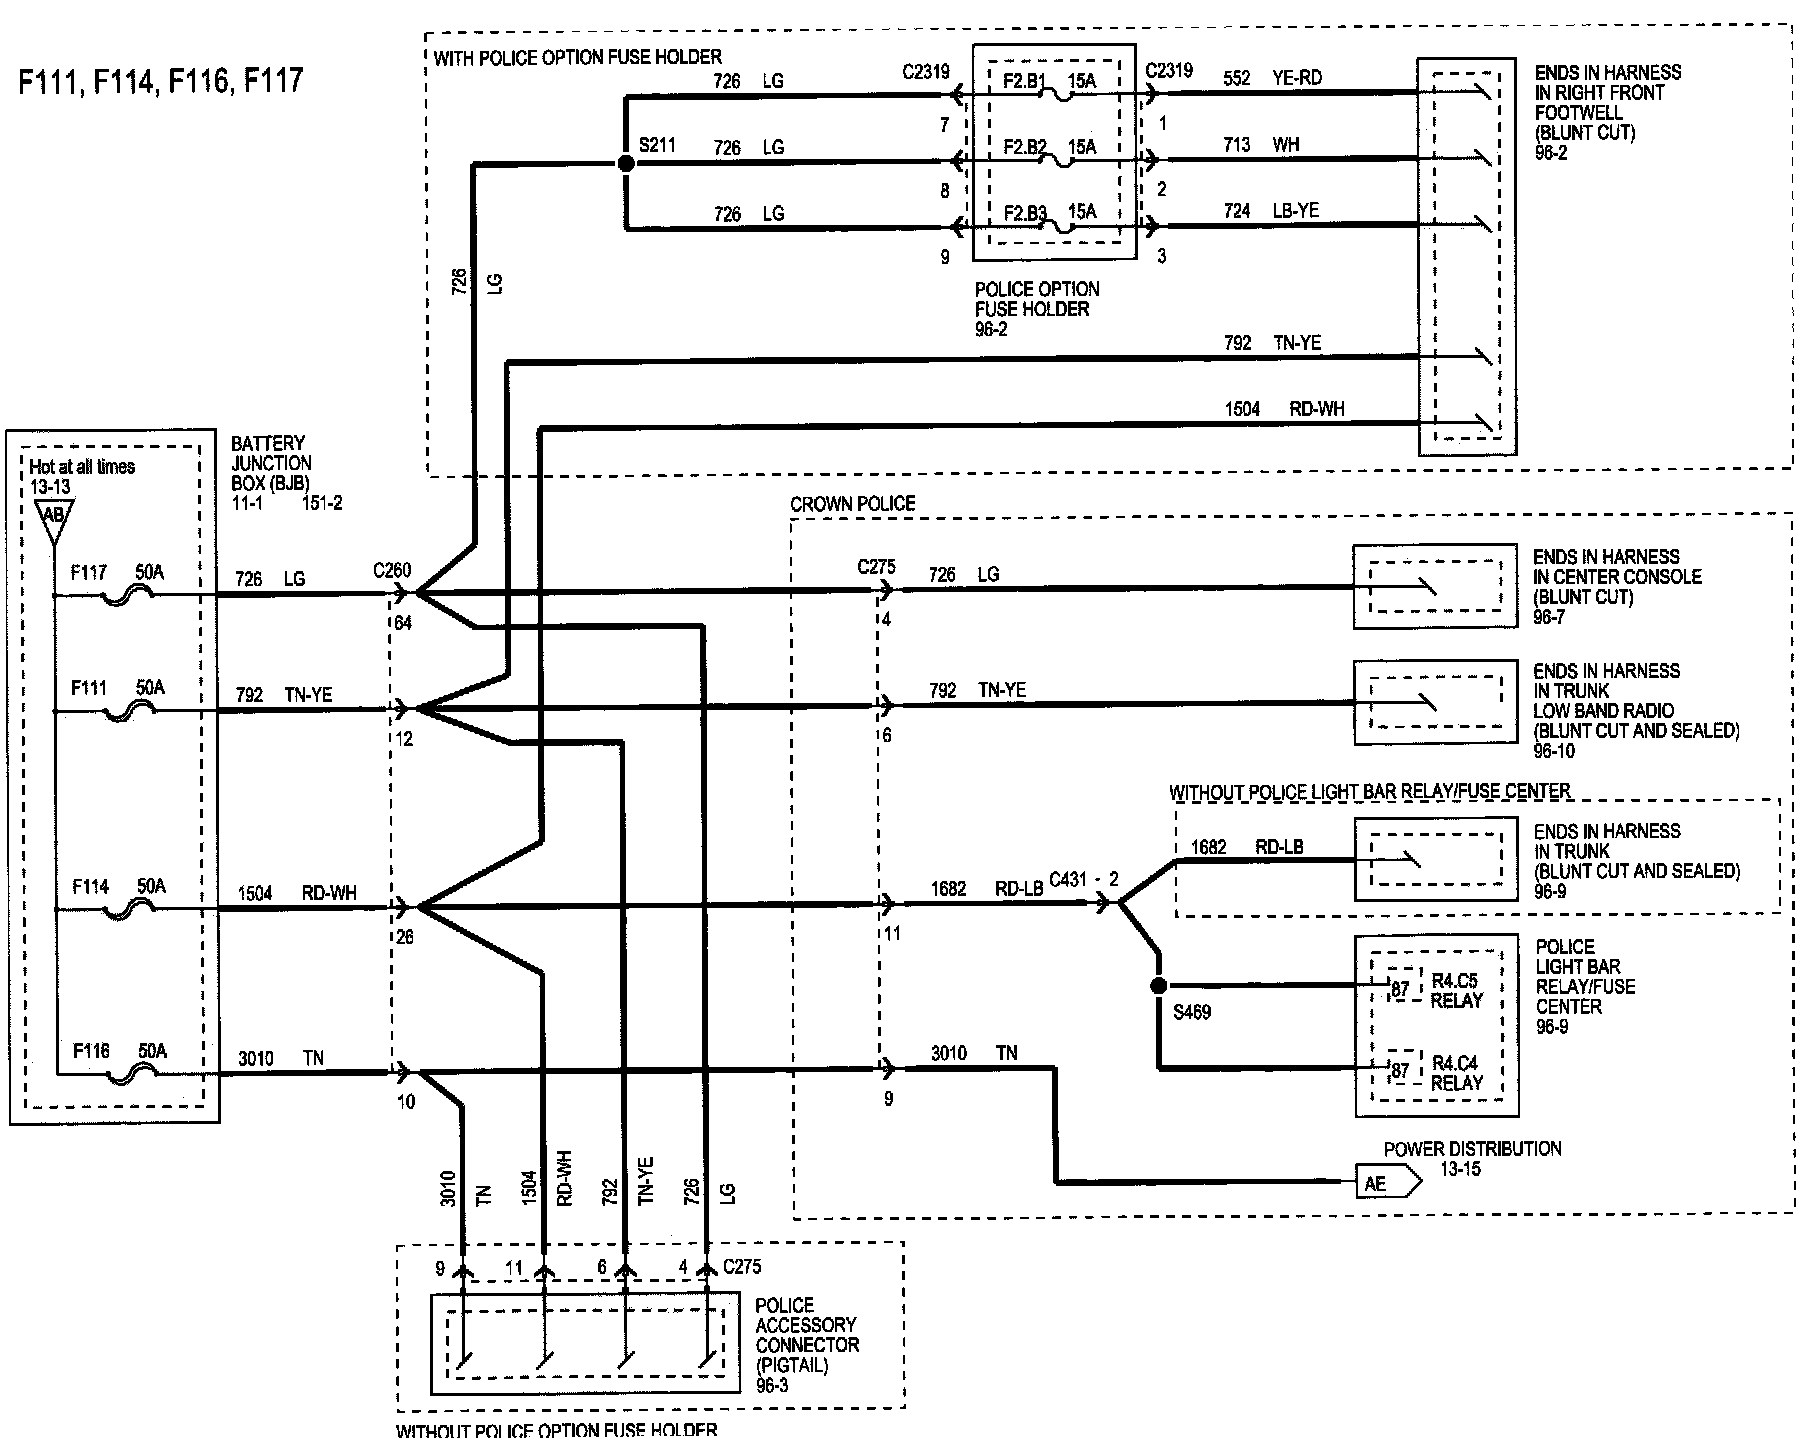 F111, F114, F116, F117
WITH POLICE OPTION FUSE HOLDER
726 LG
C2319
7
F2.B1 15A
C2319
1
552 YE-RD
S211
726 LG
8
F2.B2 15A
2
713 WH
726 LG
9
F2.B3 15A
3
724 LB-YE
ENDS IN HARNESS
IN RIGHT FRONT
FOOTWELL
(BLUNT CUT)
96-2
726 LG
POLICE OPTION
FUSE HOLDER
96-2
792 TN-YE
1504 RD-WH
Hot at all times
13-13
AB
BATTERY
JUNCTION
BOX (BJB)
11-1 151-2
CROWN POLICE
F117 50A
726 LG
C260
64
C275
4
726 LG
ENDS IN HARNESS
IN CENTER CONSOLE
(BLUNT CUT)
96-7
F111 50A
792 TN-YE
12
6
792 TN-YE
ENDS IN HARNESS
IN TRUNK
LOW BAND RADIO
(BLUNT CUT AND SEALED)
96-10
WITHOUT POLICE LIGHT BAR RELAY/FUSE CENTER
1682 RD-LB
ENDS IN HARNESS
IN TRUNK
(BLUNT CUT AND SEALED)
96-9
F114 50A
1504 RD-WH
26
11
1682 RD-LB
C431 - 2
S469
87
R4.C5
RELAY
87
R4.C4
RELAY
POLICE
LIGHT BAR
RELAY/FUSE
CENTER
96-9
F116 50A
3010 TN
10
9
3010 TN
POWER DISTRIBUTION
13-15
AE
3010 TN
1504 RD-WH
792 TN-YE
726 LG
9
11
6
4
C275
POLICE
ACCESSORY
CONNECTOR
(PIGTAIL)
96-3
WITHOUT POLICE OPTION FUSE HOLDER